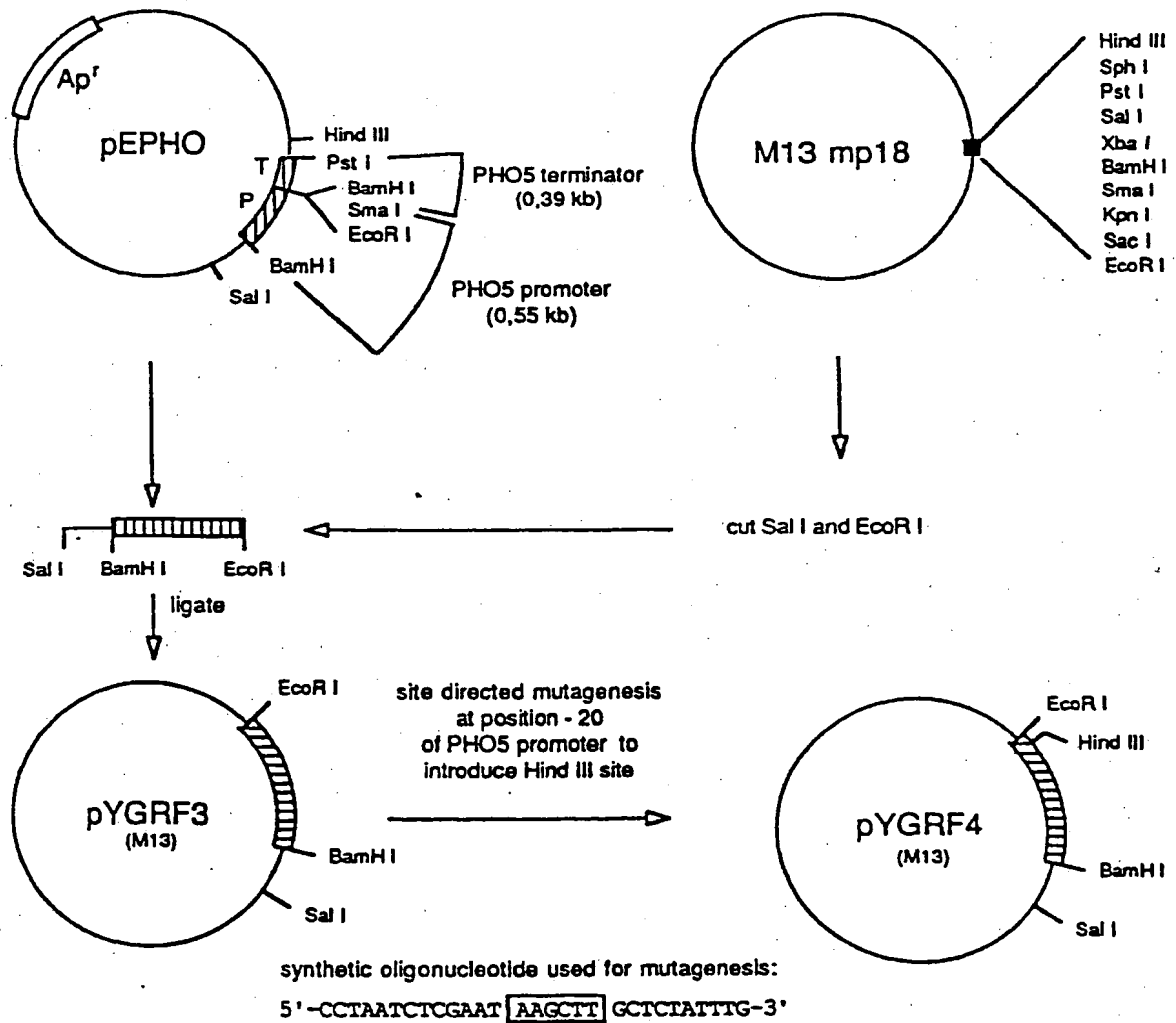 Apʳ
pEPHO
Hind III
T
Pst I
BamH I
P
Sma I
EcoR I
BamH I
Sal I
PHO5 terminator
(0,39 kb)
PHO5 promoter
(0,55 kb)
M13 mp18
Hind III
Sph I
Pst I
Sal I
Xba I
BamH I
Sma I
Kpn I
Sac I
EcoR I
cut Sal I and EcoR I
Sal I
BamH I
EcoR I
ligate
EcoR I
pYGRF3
(M13)
BamH I
Sal I
site directed mutagenesis
at position - 20
of PHO5 promoter to
introduce Hind III site
EcoR I
Hind III
pYGRF4
(M13)
BamH I
Sal I
synthetic oligonucleotide used for mutagenesis:
5'-CCTAATCTCGAAT AAGCTT GCTCTATTTG-3'